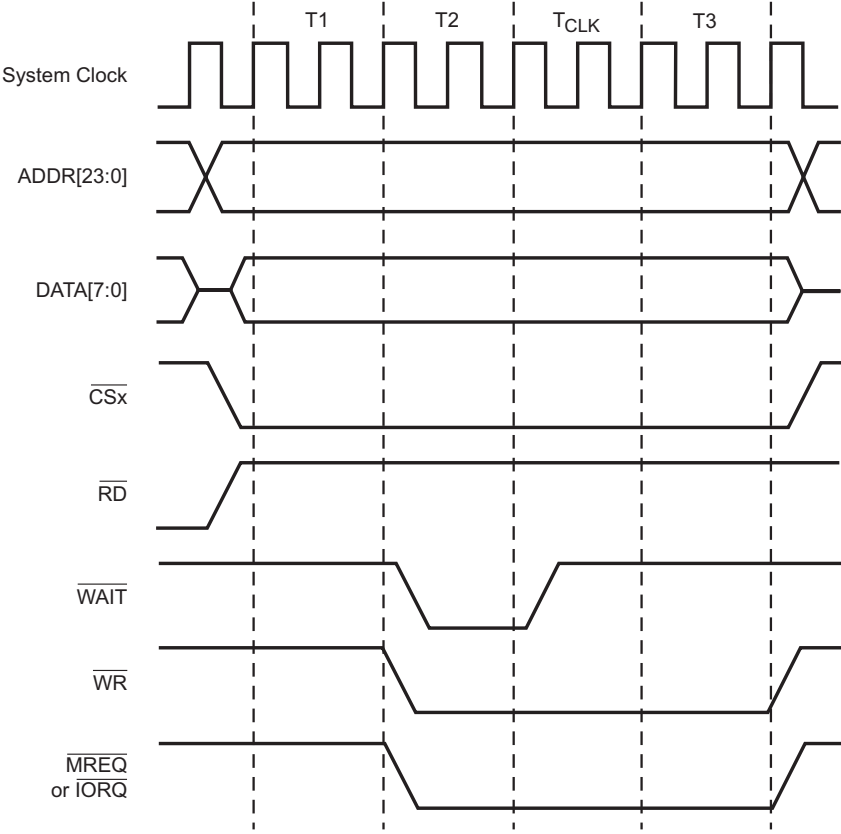 T1 T2 TCLK T3
System Clock
ADDR[23:0]
DATA[7:0]
CSx
RD
WAIT
WR
MREQ
or IORQ